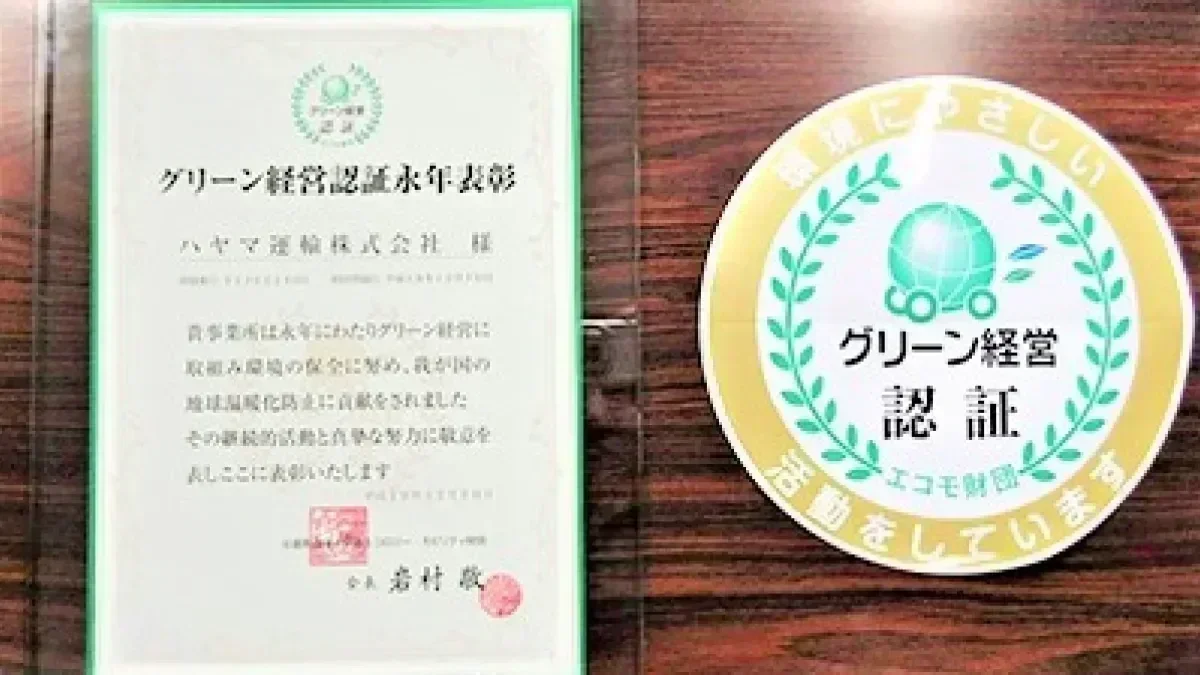 グリーン経営
認証
グリーン経営認証永年表彰
ハヤマ運輸株式会社 様
貴事業所は永年にわたりグリーン経営に
取組み環境の保全に努め、我が国の
地球温暖化防止に貢献をされました
その継続的活動と真摯な努力に敬意を
表しここに表彰いたします
会長 岩村 敬
環境にやさしい
グリーン経営
認証
エコモ財団
活動をしています